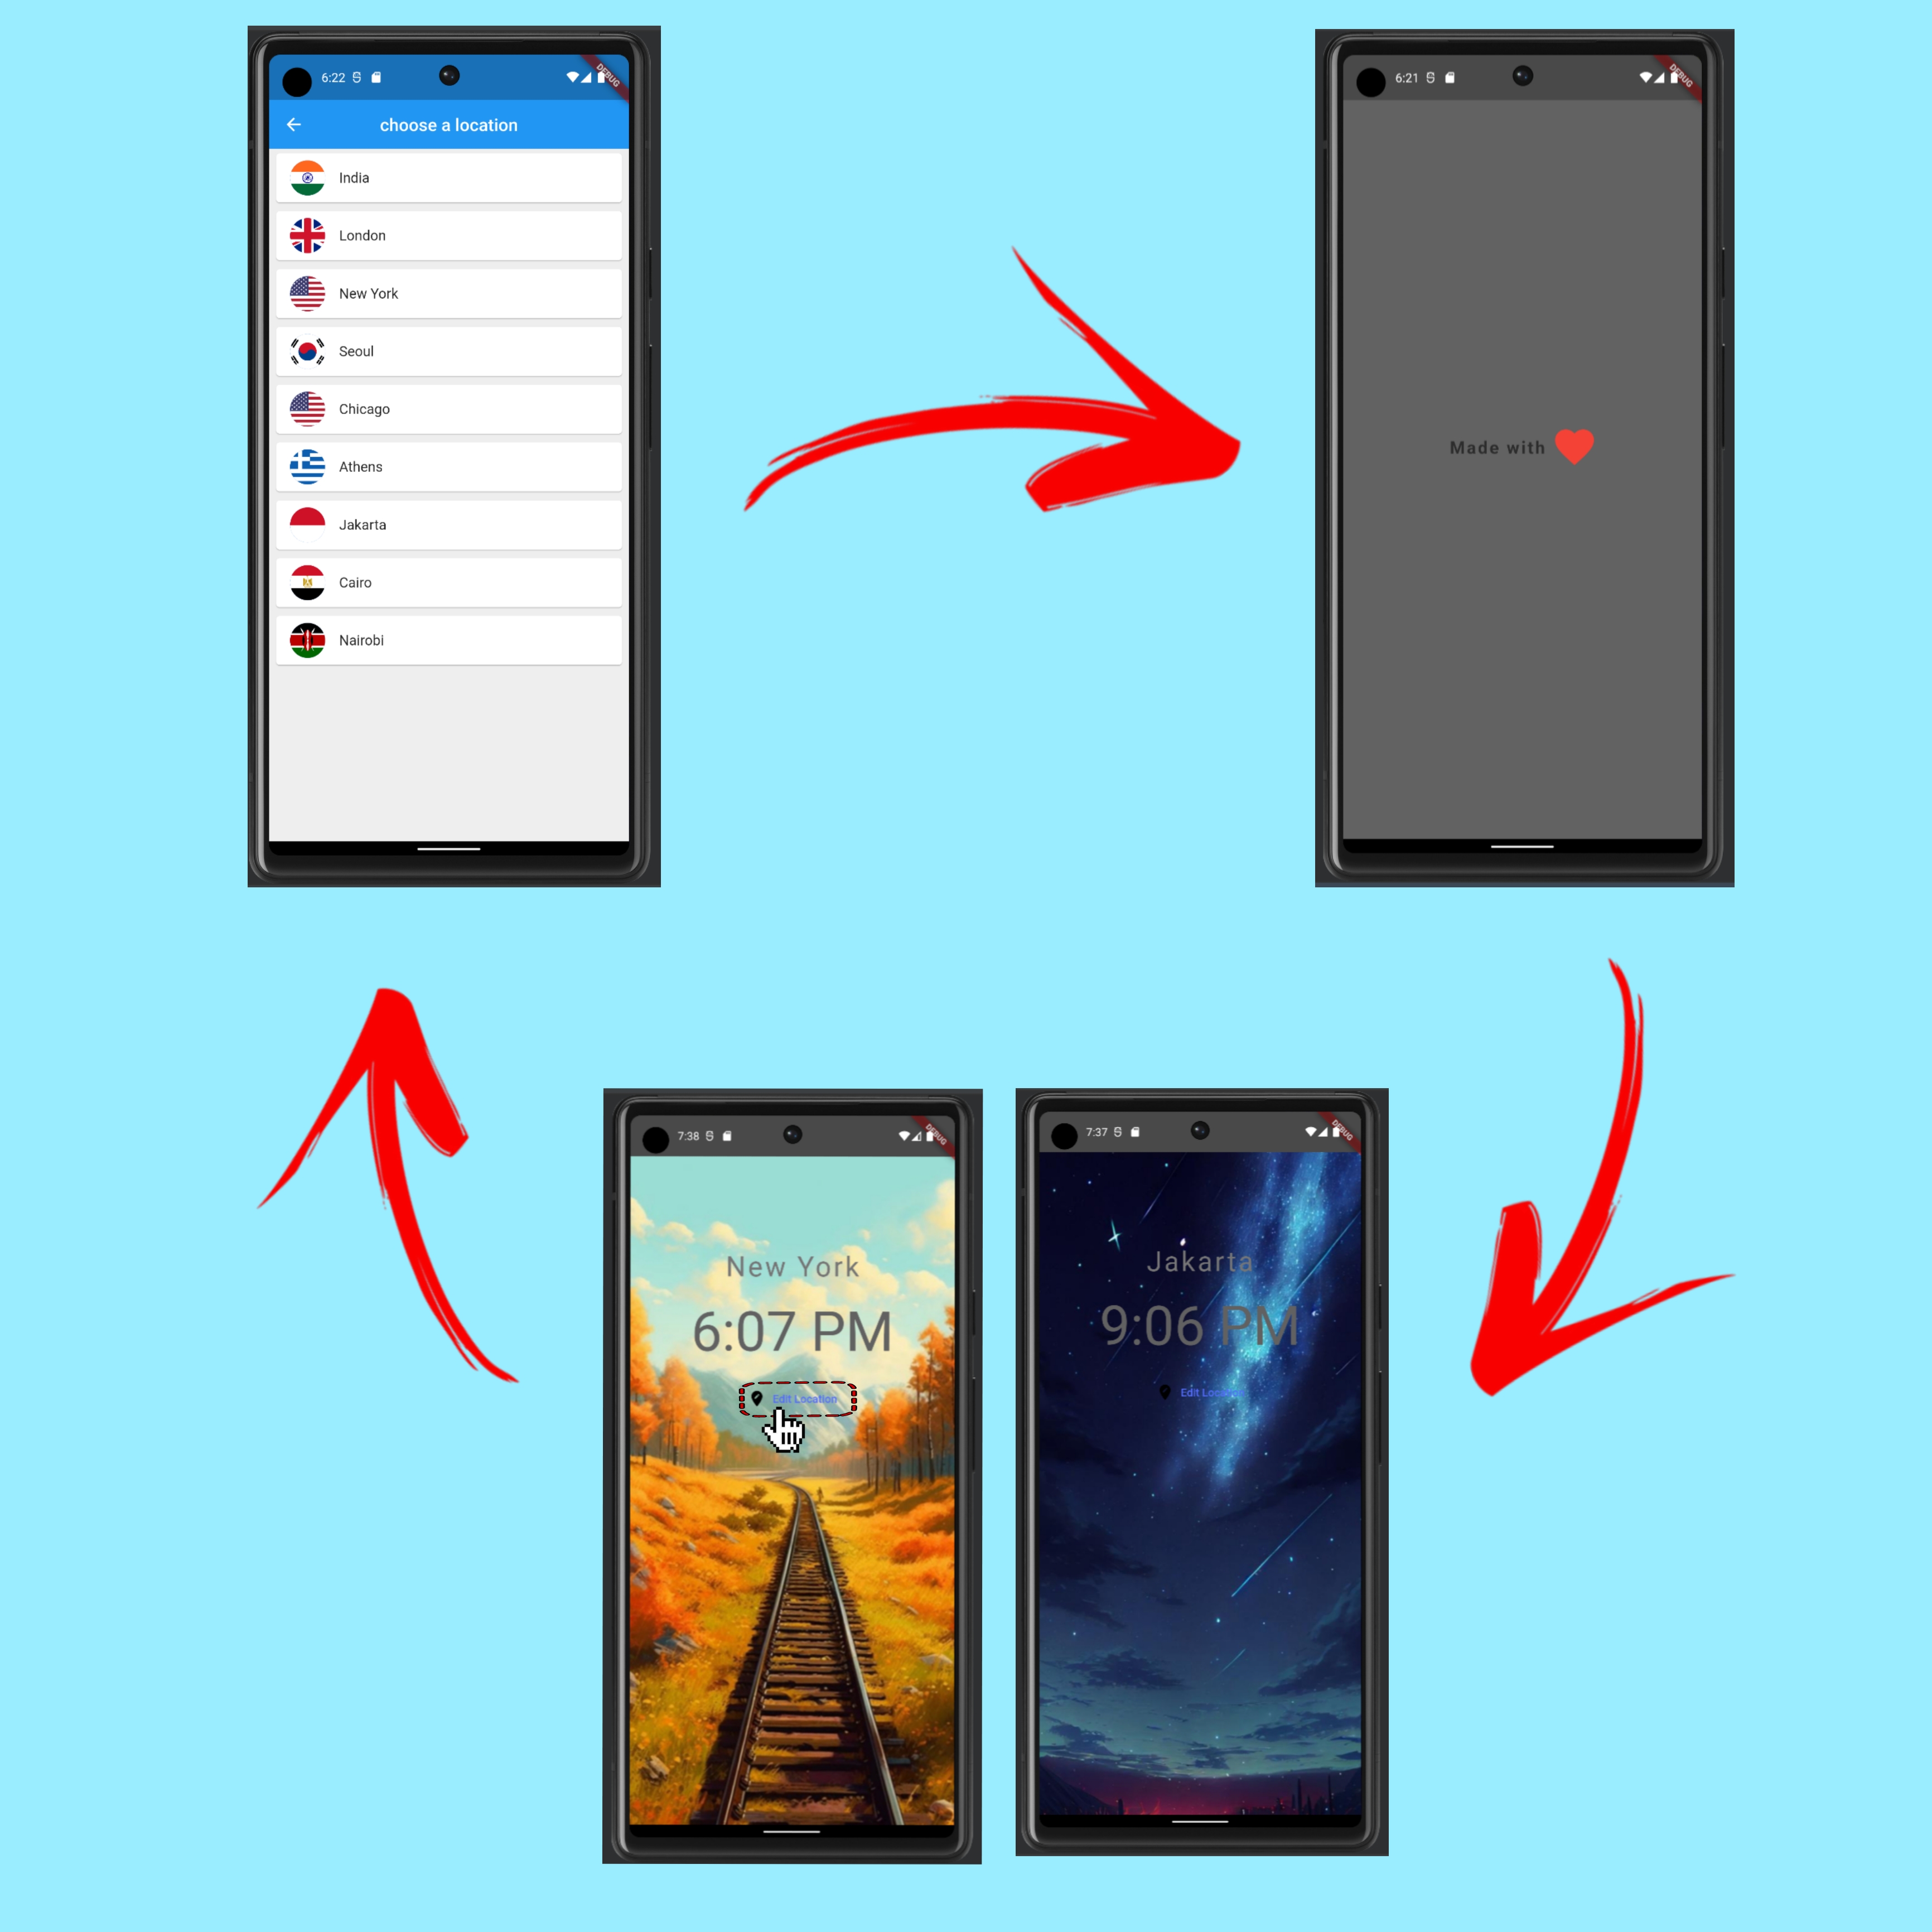 6:22
DEBUG
choose a location
India
London
New York
Seoul
Chicago
Athens
Jakarta
Cairo
Nairobi
6:21
DEBUG
Made with
7:38
DEBUG
New York
6:07 PM
Edit Location
7:37
DEBUG
Jakarta
9:06 PM
Edit Location